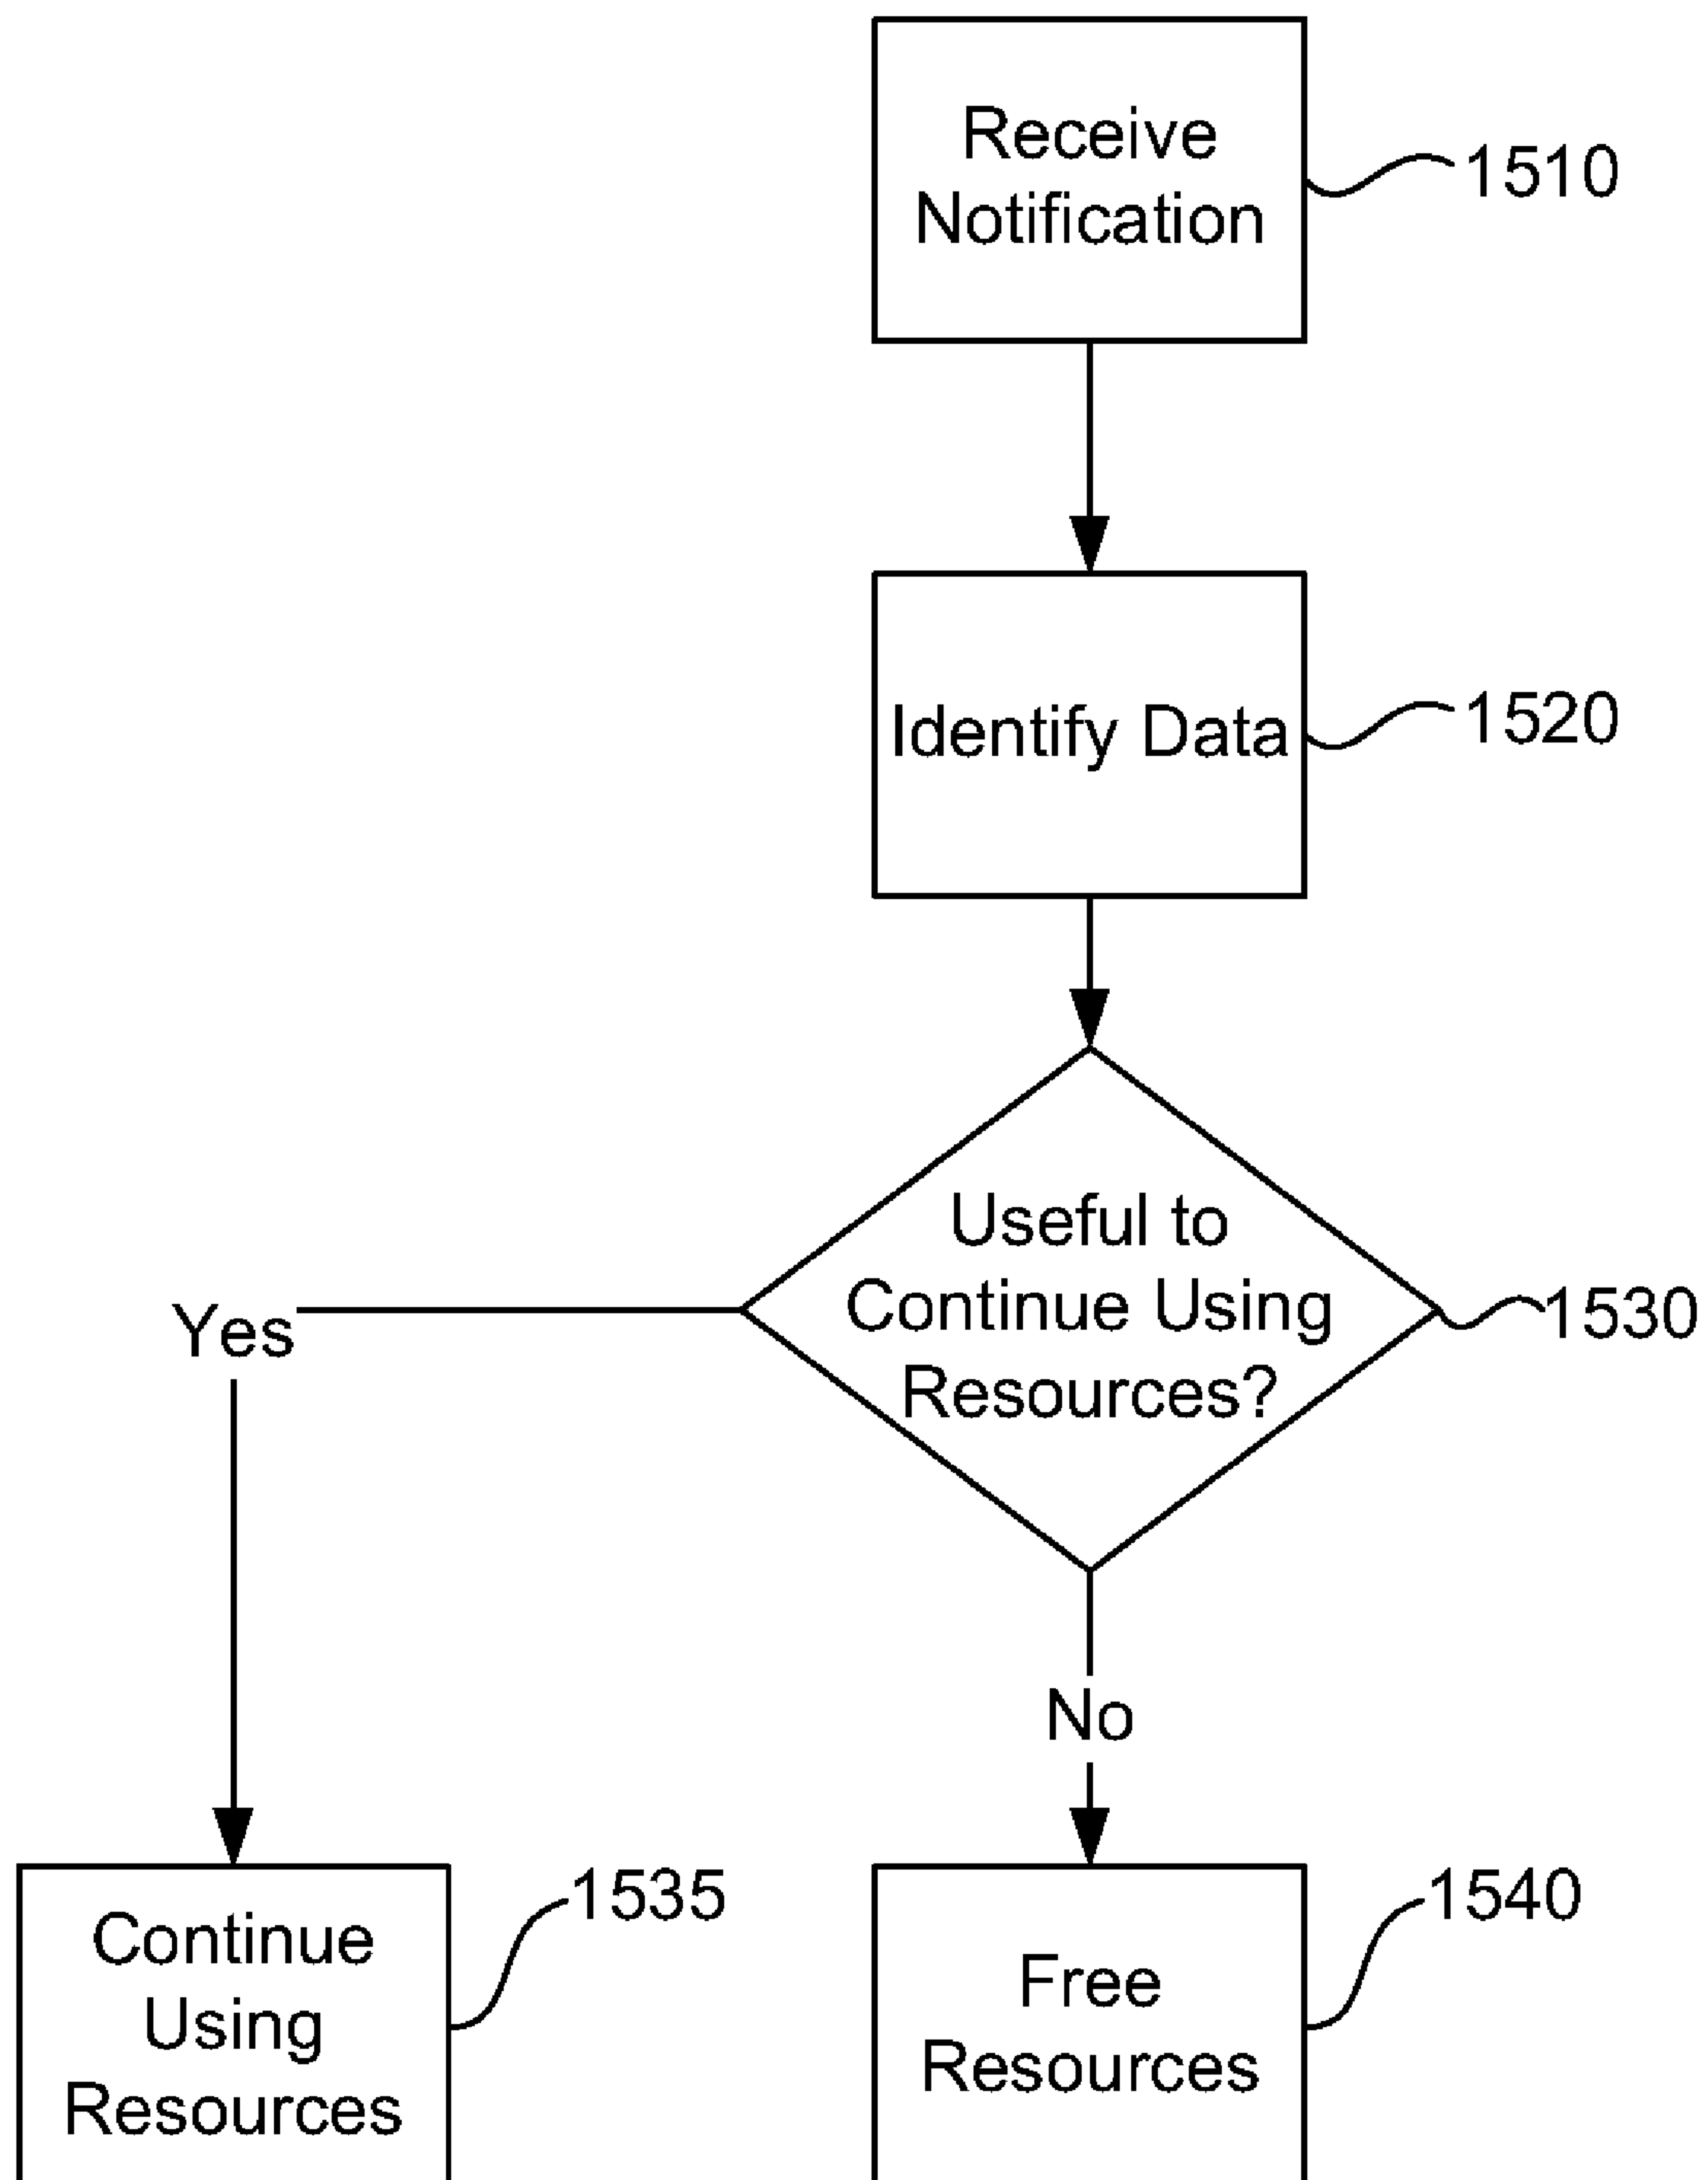 Receive
Notification
1510
Identify Data
1520
Useful to
Continue Using
Resources?
1530
Yes
No
Continue
Using
Resources
1535
Free
Resources
1540